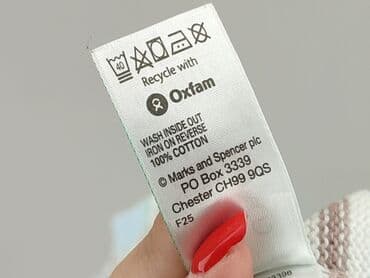 40
Recycle with
Oxfam
WASH INSIDE OUT
IRON ON REVERSE
100% COTTON
© Marks and Spencer plc
PO Box 3339
Chester CH99 9QS
F25